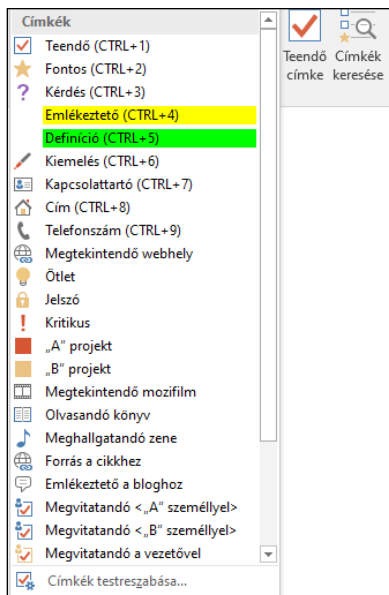 Címkék
Teendő (CTRL+1)
Fontos (CTRL+2)
Kérdés (CTRL+3)
Emlékeztető (CTRL+4)
Definíció (CTRL+5)
Kiemelés (CTRL+6)
Kapcsolattartó (CTRL+7)
Cím (CTRL+8)
Telefonszám (CTRL+9)
Megtekintendő webhely
Ötlet
Jelszó
Kritikus
„A" projekt
„B" projekt
Megtekintendő mozifilm
Olvasandó könyv
Meghallgatandó zene
Forrás a cikkhez
Emlékeztető a bloghoz
Megvitatandó <„A" személlyel>
Megvitatandó <„B" személlyel>
Megvitatandó a vezetővel
Címkék testreszabása...
Teendő
címke
Címkék
keresése